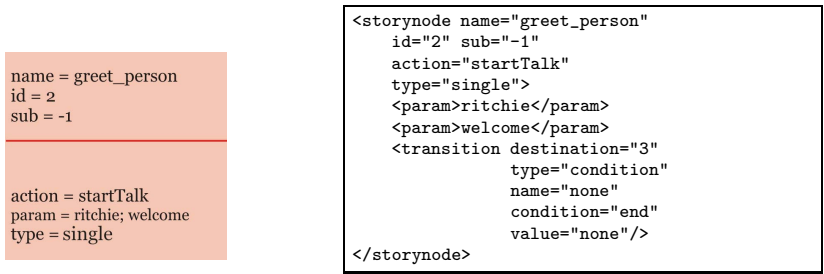 name = greet_person
id = 2
sub = -1
action = startTalk
param = ritchie; welcome
type = single
<storynode name="greet_person"
    id="2" sub="-1"
    action="startTalk"
    type="single">
    <param>ritchie</param>
    <param>welcome</param>
    <transition destination="3"
                type="condition"
                name="none"
                condition="end"
                value="none"/>
</storynode>